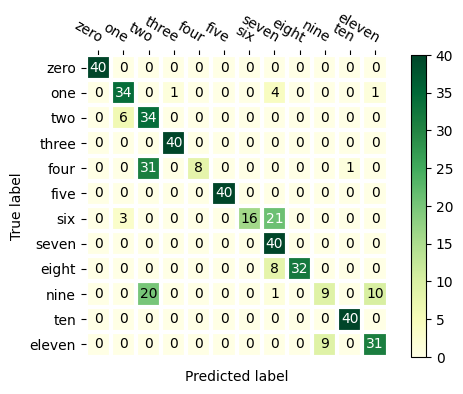 zero one two three four five six seven eight nine ten eleven
zero 40 0 0 0 0 0 0 0 0 0 0 0
one 0 34 0 1 0 0 0 4 0 0 0 1
two 0 6 34 0 0 0 0 0 0 0 0 0
three 0 0 0 40 0 0 0 0 0 0 0 0
four 0 0 31 0 8 0 0 0 0 0 1 0
five 0 0 0 0 0 40 0 0 0 0 0 0
six 0 3 0 0 0 0 16 21 0 0 0 0
seven 0 0 0 0 0 0 0 40 0 0 0 0
eight 0 0 0 0 0 0 0 8 32 0 0 0
nine 0 0 20 0 0 0 0 1 0 9 0 10
ten 0 0 0 0 0 0 0 0 0 0 40 0
eleven 0 0 0 0 0 0 0 0 0 9 0 31
True label
Predicted label
40
35
30
25
20
15
10
5
0